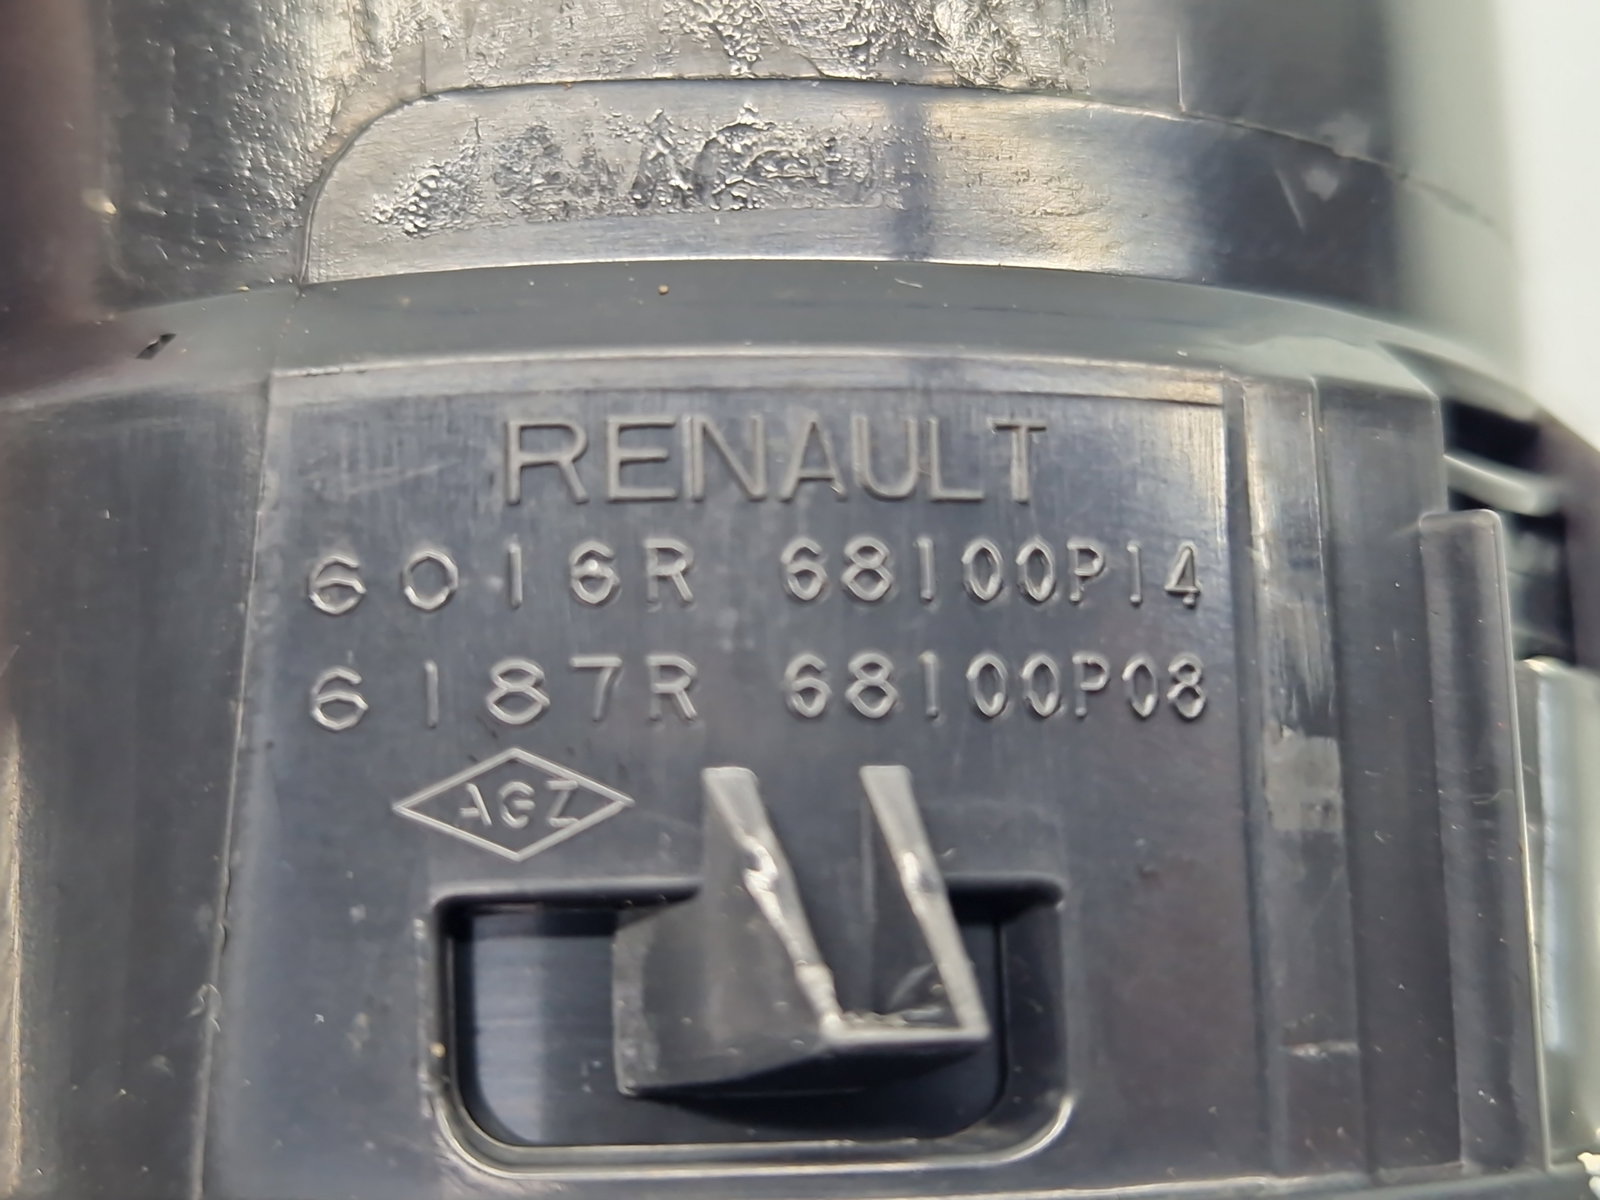 RENAULT
6016R 68100P14
6187R 68100P08
AGZ